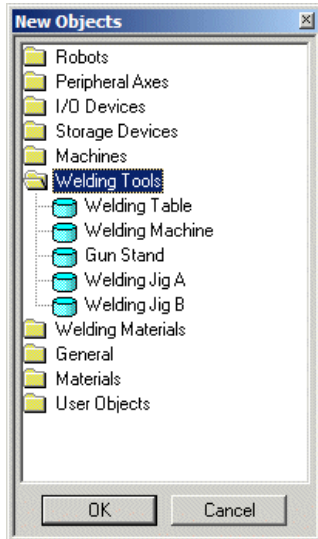 New Objects
Robots
Peripheral Axes
I/O Devices
Storage Devices
Machines
Welding Tools
Welding Table
Welding Machine
Gun Stand
Welding Jig A
Welding Jig B
Welding Materials
General
Materials
User Objects
OK Cancel